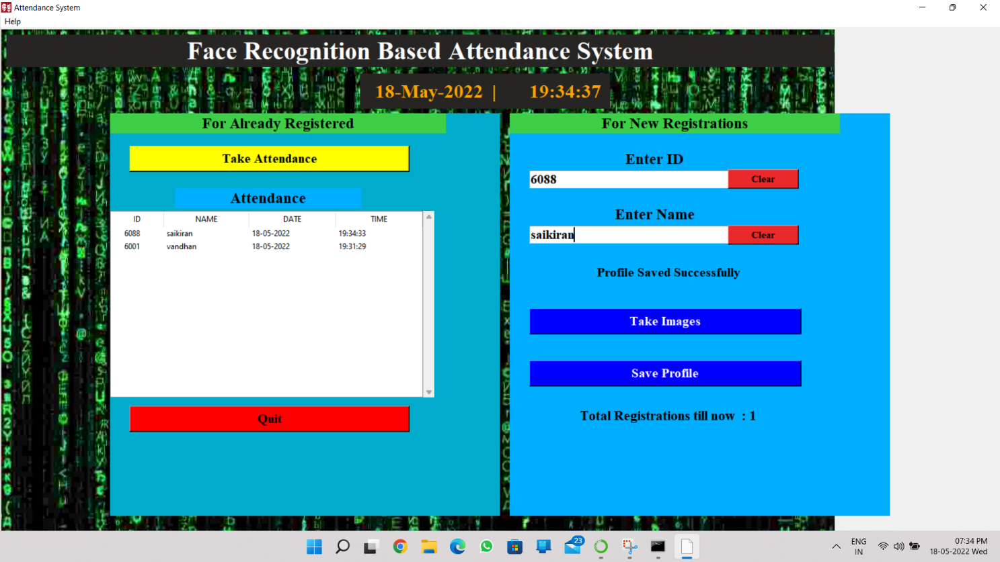 Attendance System
Help
Face Recognition Based Attendance System
18-May-2022 | 19:34:37
For Already Registered
Take Attendance
Attendance
ID NAME DATE TIME
6088 saikiran 18-05-2022 19:34:33
6001 vandhan 18-05-2022 19:31:29
Quit
For New Registrations
Enter ID
6088 Clear
Enter Name
saikiran Clear
Profile Saved Successfully
Take Images
Save Profile
Total Registrations till now : 1
23
ENG
IN
07:34 PM
18-05-2022 Wed